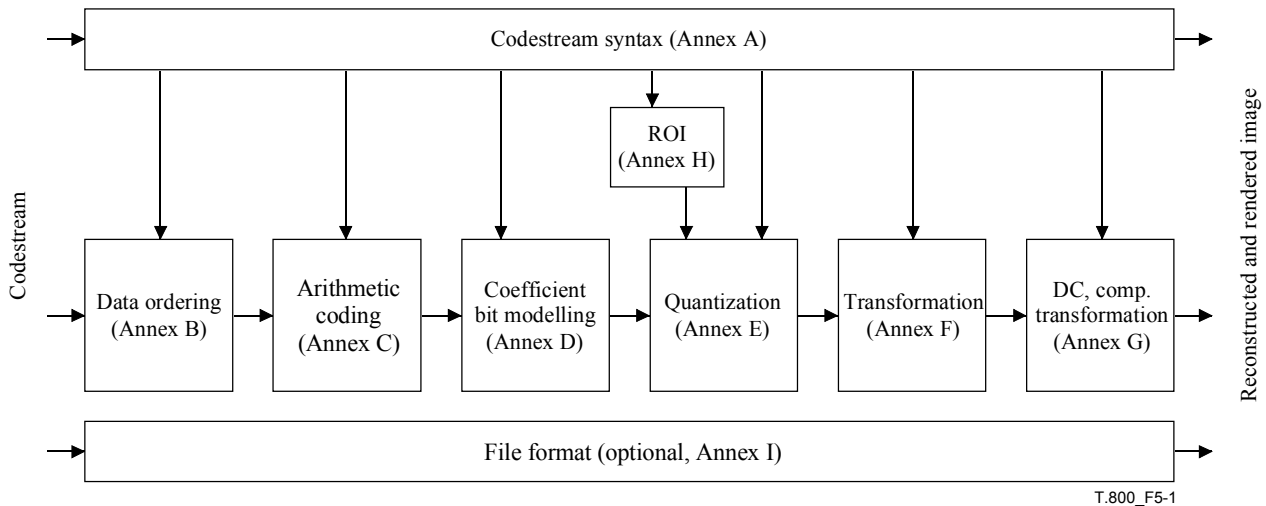 Codestream syntax (Annex A)
ROI
(Annex H)
Codestream
Data ordering
(Annex B)
Arithmetic
coding
(Annex C)
Coefficient
bit modelling
(Annex D)
Quantization
(Annex E)
Transformation
(Annex F)
DC, comp.
transformation
(Annex G)
Reconstructed and rendered image
File format (optional, Annex I)
T.800_F5-1